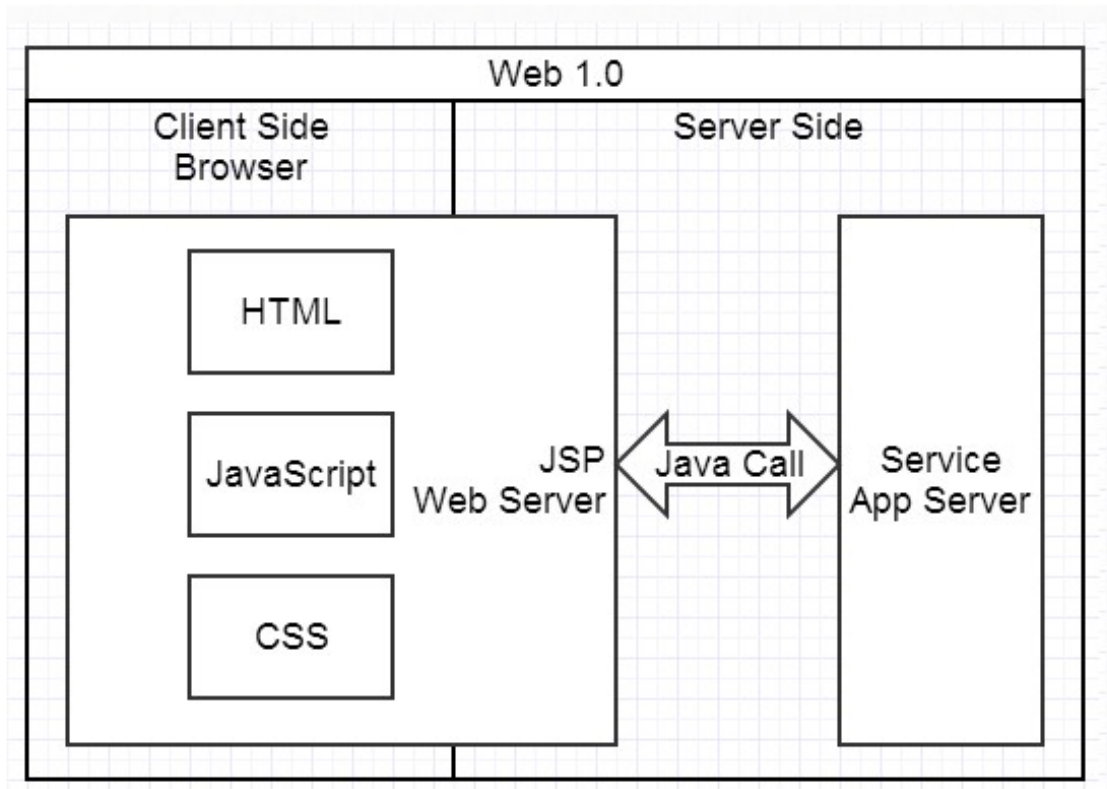 Web 1.0
Client Side
Browser
Server Side
HTML
JavaScript
CSS
JSP
Web Server
Java Call
Service
App Server